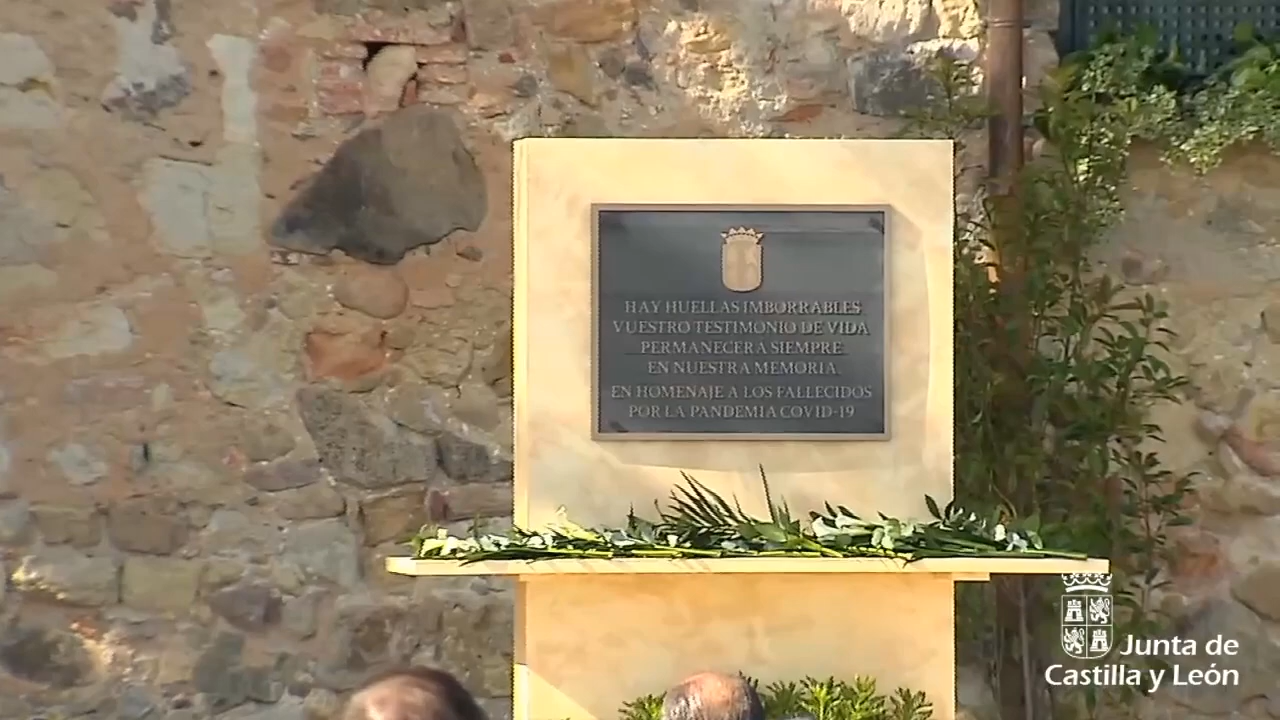 HAY HUELLAS IMBORRABLES
VUESTRO TESTIMONIO DE VIDA
PERMANECERÁ SIEMPRE
EN NUESTRA MEMORIA.
EN HOMENAJE A LOS FALLECIDOS
POR LA PANDEMIA COVID-19
Junta de
Castilla y León